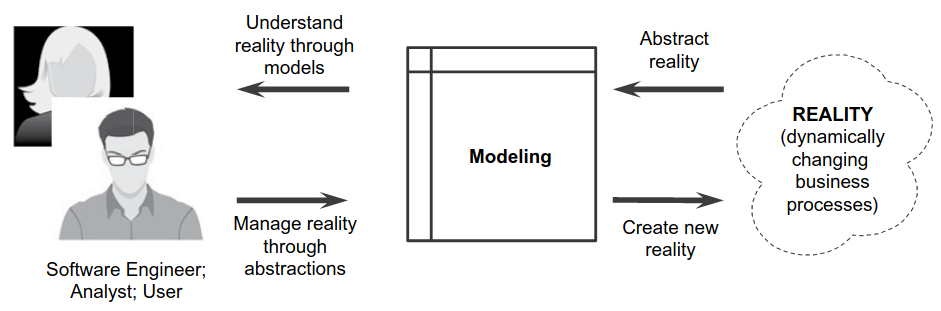 Understand
reality through
models
Manage reality
through
abstractions
Software Engineer;
Analyst; User
Modeling
Abstract
reality
Create new
reality
REALITY
(dynamically
changing
business
processes)